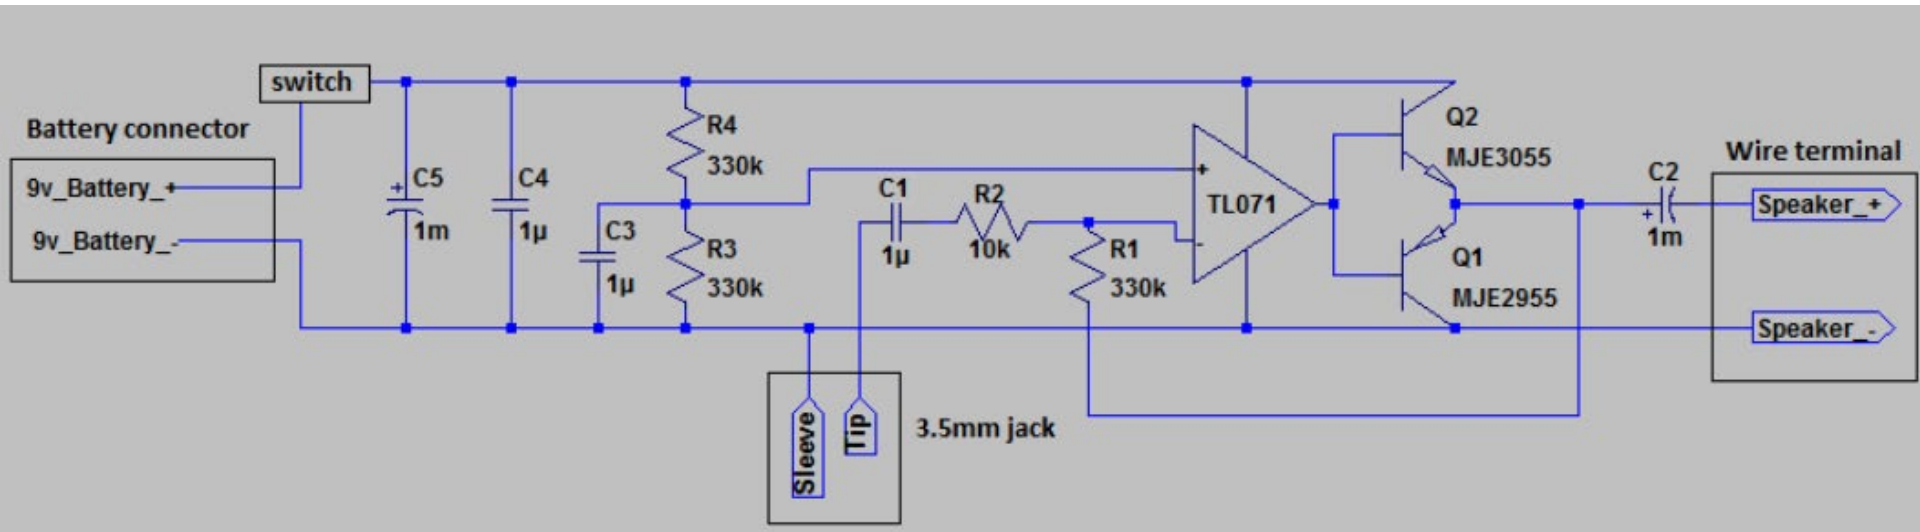 switch
Battery connector
9v_Battery_+
9v_Battery_-
+
C5
1m
C4
1µ
C3
1µ
R4
330k
R3
330k
C1
1µ
R2
10k
R1
330k
+
TL071
-
Q2
MJE3055
Q1
MJE2955
C2
+
1m
Wire terminal
Speaker_+
Speaker_-
Sleeve
Tip
3.5mm jack